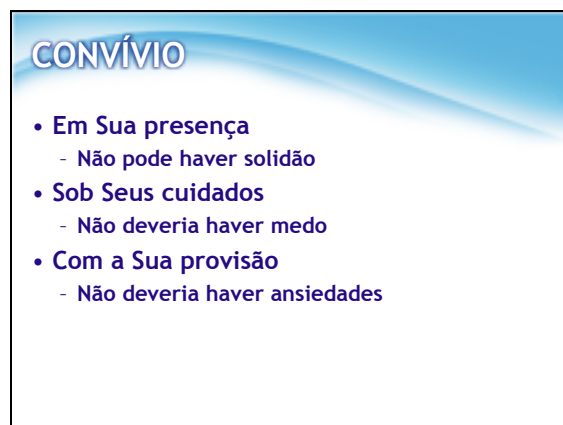 CONVÍVIO
• Em Sua presença
– Não pode haver solidão
• Sob Seus cuidados
– Não deveria haver medo
• Com a Sua provisão
– Não deveria haver ansiedades